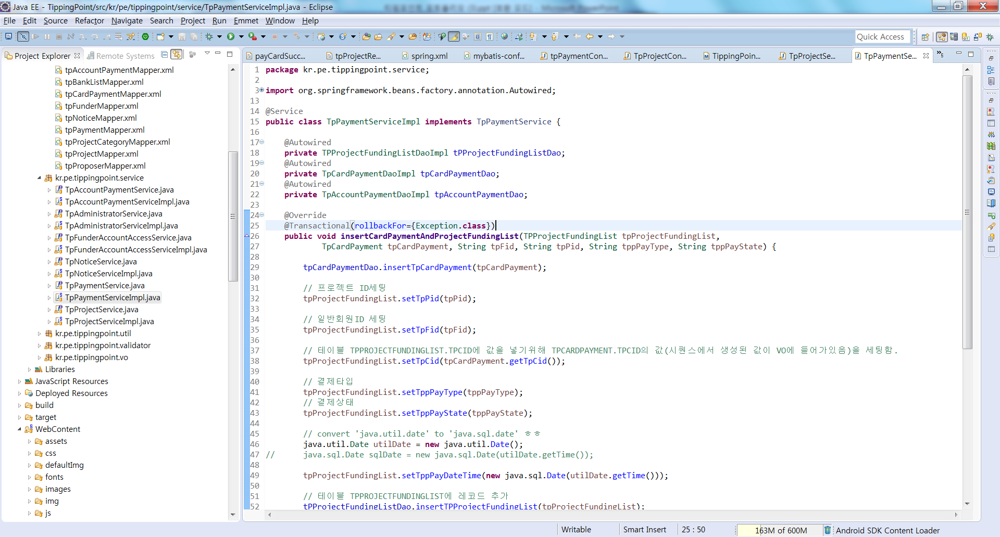 Java EE - TippingPoint/src/kr/pe/tippingpoint/service/TpPaymentServiceImpl.java - Eclipse
File Edit Source Refactor Navigate Search Project Run Emmet Window Help
Quick Access
Project Explorer Remote Systems
payCardSucc... tpProjectRe... spring.xml mybatis-conf... tpPaymentCon... TpProjectCon... TippingPoin... TpProjectSe... TpPaymentSe... »5
tpAccountPaymentMapper.xml
tpBankListMapper.xml
tpCardPaymentMapper.xml
tpFunderMapper.xml
tpNoticeMapper.xml
tpPaymentMapper.xml
tpProjectCategoryMapper.xml
tpProjectMapper.xml
tpProposerMapper.xml
kr.pe.tippingpoint.service
TpAccountPaymentService.java
TpAccountPaymentServiceImpl.java
TpAdministratorService.java
TpAdministratorServiceImpl.java
TpFunderAccountAccessService.java
TpFunderAccountAccessServiceImpl.java
TpNoticeService.java
TpNoticeServiceImpl.java
TpPaymentService.java
TpPaymentServiceImpl.java
TpProjectService.java
TpProjectServiceImpl.java
kr.pe.tippingpoint.util
kr.pe.tippingpoint.validator
kr.pe.tippingpoint.vo
Libraries
JavaScript Resources
Deployed Resources
build
target
WebContent
assets
css
defaultImg
fonts
images
img
js
1 package kr.pe.tippingpoint.service;
2
3 import org.springframework.beans.factory.annotation.Autowired;
13
14 @Service
15 public class TpPaymentServiceImpl implements TpPaymentService {
16
17 @Autowired
18 private TPProjectFundingListDaoImpl tPProjectFundingListDao;
19 @Autowired
20 private TpCardPaymentDaoImpl tpCardPaymentDao;
21 @Autowired
22 private TpAccountPaymentDaoImpl tpAccountPaymentDao;
23
24 @Override
25 @Transactional(rollbackFor={Exception.class})
26 public void insertCardPaymentAndProjectFundingList(TPProjectFundingList tpProjectFundingList,
27 TpCardPayment tpCardPayment, String tpFid, String tpPid, String tppPayType, String tppPayState) {
28
29 tpCardPaymentDao.insertTpCardPayment(tpCardPayment);
30
31 // 프로젝트 ID세팅
32 tpProjectFundingList.setTpPid(tpPid);
33
34 // 일반회원ID 세팅
35 tpProjectFundingList.setTpFid(tpFid);
36
37 // 테이블 TPPROJECTFUNDINGLIST.TPCID에 값을 넣기위해 TPCARDPAYMENT.TPCID의 값(시퀀스에서 생성된 값이 VO에 들어가있음)을 세팅함.
38 tpProjectFundingList.setTpCid(tpCardPayment.getTpCid());
39
40 // 결제타입
41 tpProjectFundingList.setTppPayType(tppPayType);
42 // 결제상태
43 tpProjectFundingList.setTppPayState(tppPayState);
44
45 // convert 'java.util.date' to 'java.sql.date' ㅎㅎ
46 java.util.Date utilDate = new java.util.Date();
47 // java.sql.Date sqlDate = new java.sql.Date(utilDate.getTime());
48
49 tpProjectFundingList.setTppPayDateTime(new java.sql.Date(utilDate.getTime()));
50
51 // 테이블 TPPROJECTFUNDINGLIST에 레코드 추가
52 tPProjectFundingListDao.insertTPProjectFundingList(tpProjectFundingList);
Writable Smart Insert 25 : 50 163M of 600M Android SDK Content Loader